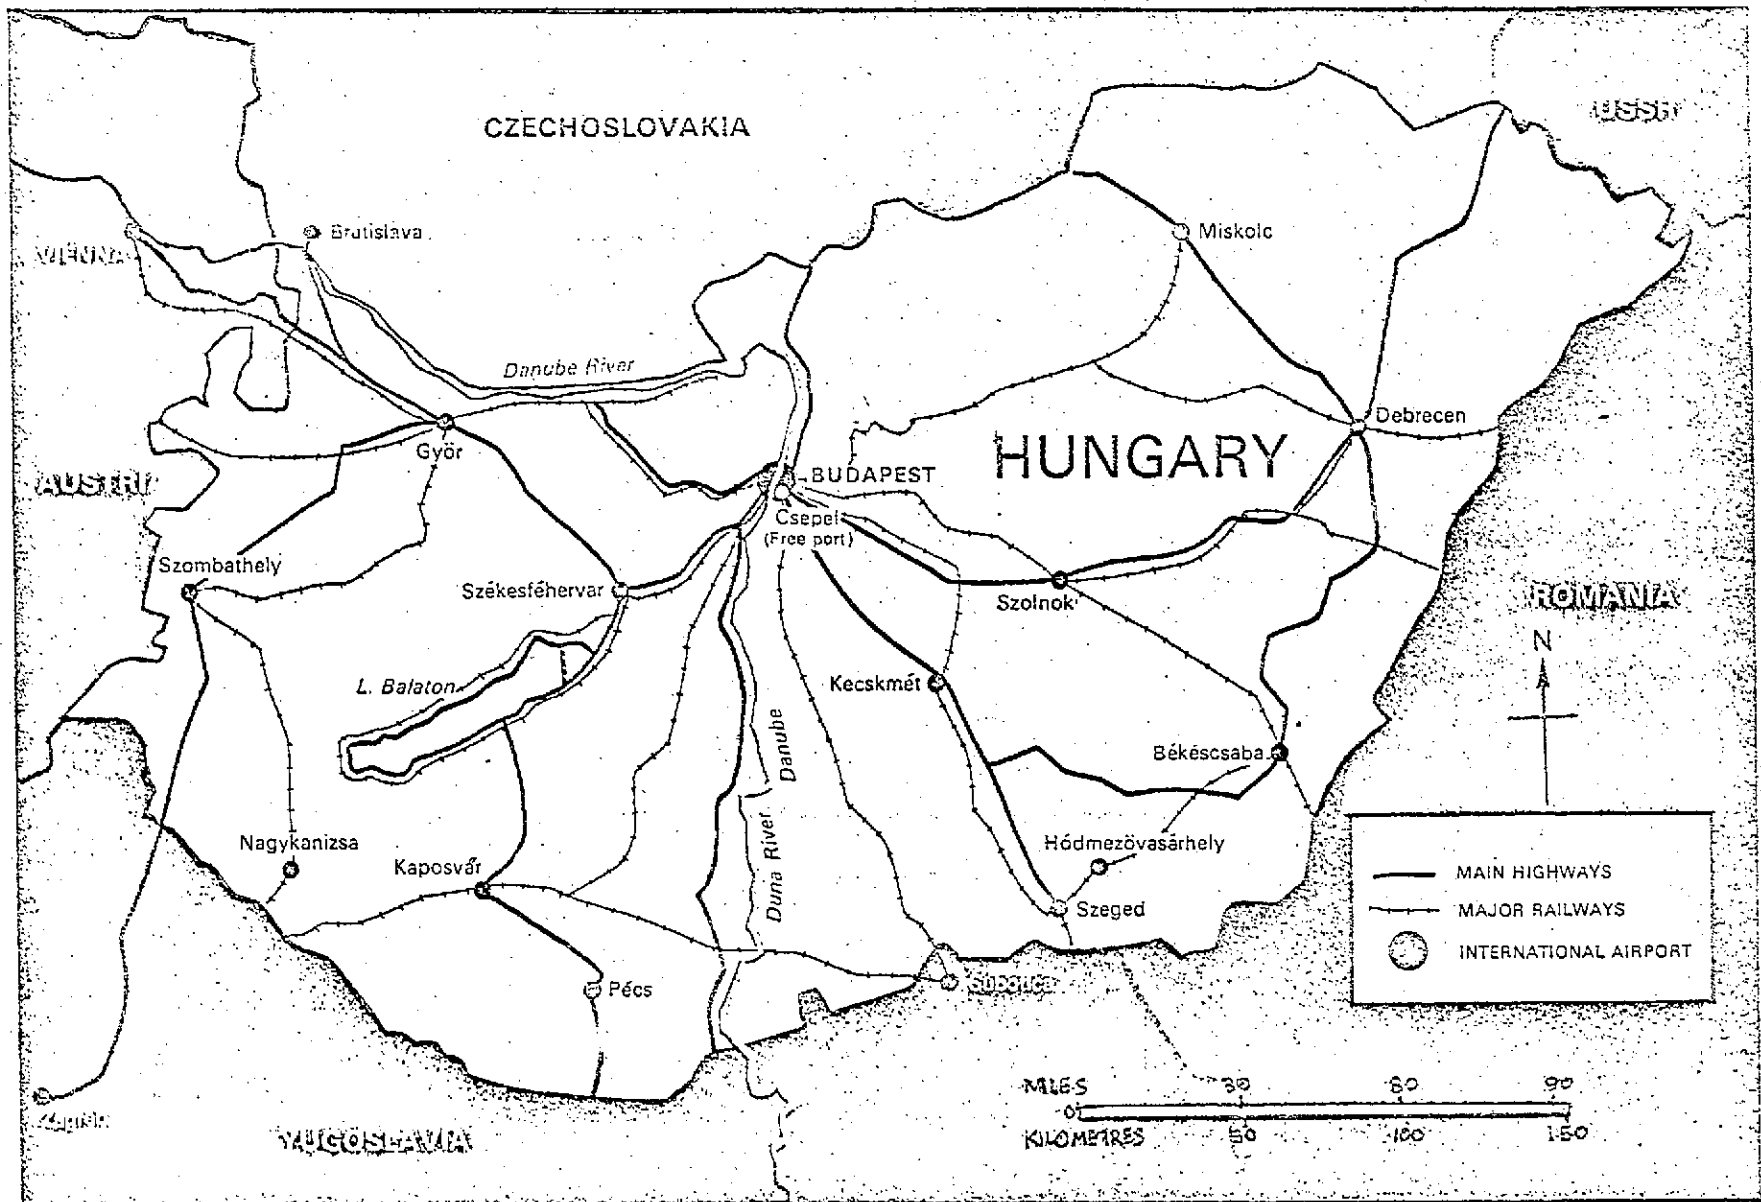 CZECHOSLOVAKIA
USSR
Bratislava
VIENNA
Miskolc
Danube River
Debrecen
HUNGARY
Győr
BUDAPEST
AUSTRIA
Csepel
(Free port)
Szombathely
Székesféhervar
Szolnok
ROMANIA
N
L. Balaton
Kecskmét
Danube
Békéscsaba
Nagykanizsa
Kaposvár
Hódmezövasárhely
Duna River
MAIN HIGHWAYS
Szeged
MAJOR RAILWAYS
INTERNATIONAL AIRPORT
Pécs
Subotica
MILES 30 60 90
0
KILOMETRES 50 100 150
YUGOSLAVIA